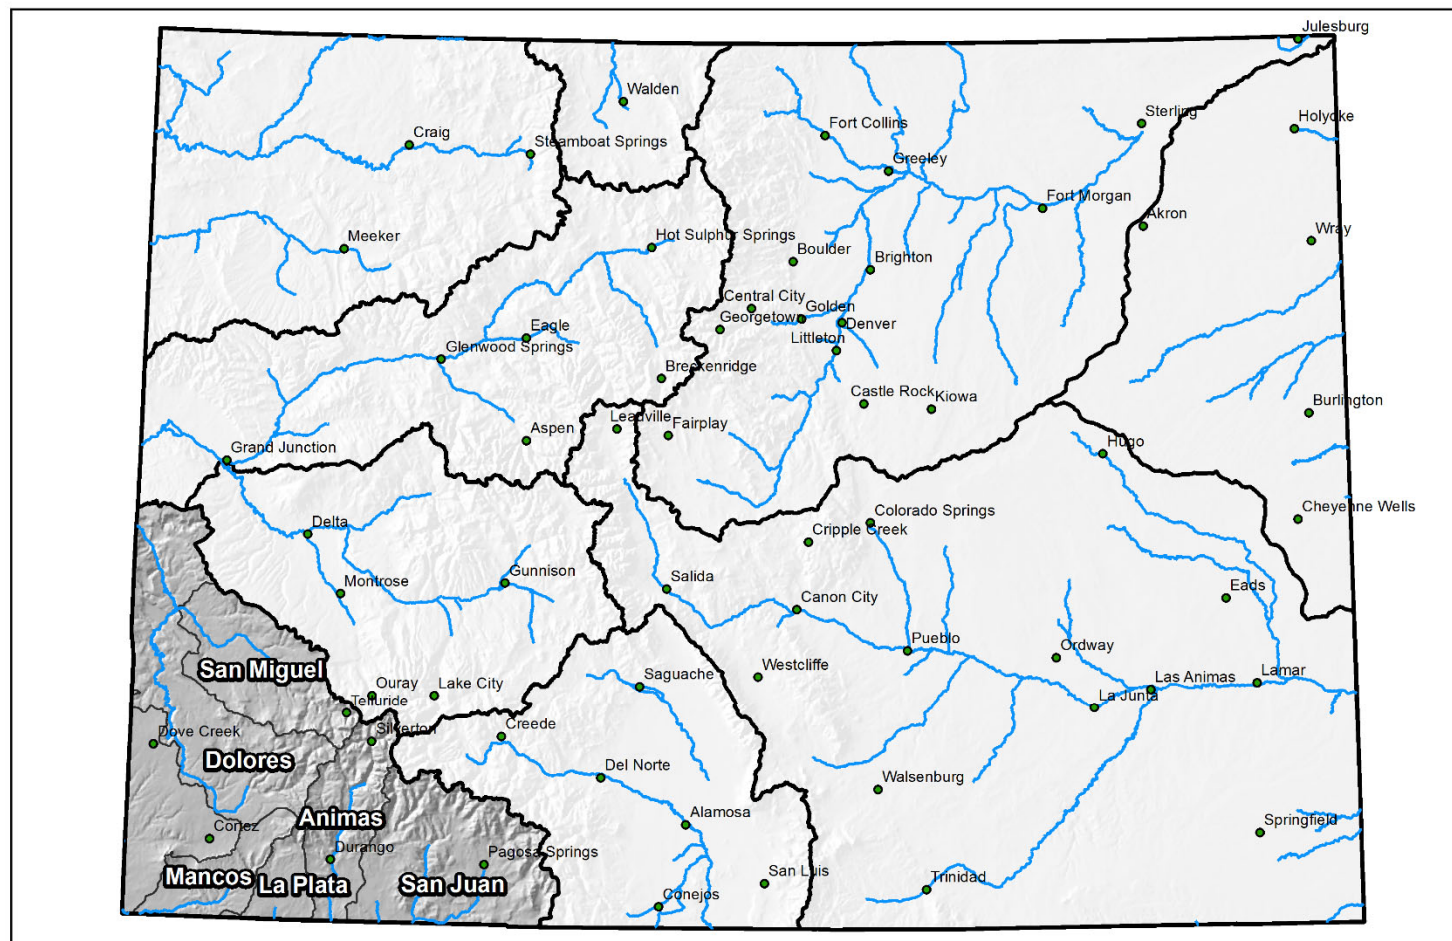 Julesburg
Walden
Sterling
Holyoke
Fort Collins
Craig
Steamboat Springs
Greeley
Fort Morgan
Akron
Wray
Meeker
Hot Sulphur Springs
Boulder
Brighton
Central City
Golden
Georgetown
Denver
Eagle
Littleton
Glenwood Springs
Breckenridge
Castle Rock
Kiowa
Burlington
Leadville
Fairplay
Aspen
Hugo
Grand Junction
Cheyenne Wells
Delta
Colorado Springs
Cripple Creek
Gunnison
Montrose
Salida
Canon City
Eads
Pueblo
Ordway
San Miguel
Westcliffe
Saguache
Ouray
Lake City
Las Animas
Lamar
Telluride
La Junta
Dove Creek
Silverton
Creede
Dolores
Del Norte
Walsenburg
Animas
Alamosa
Cortez
Springfield
Durango
Pagosa Springs
Mancos
La Plata
San Juan
San Luis
Trinidad
Conejos